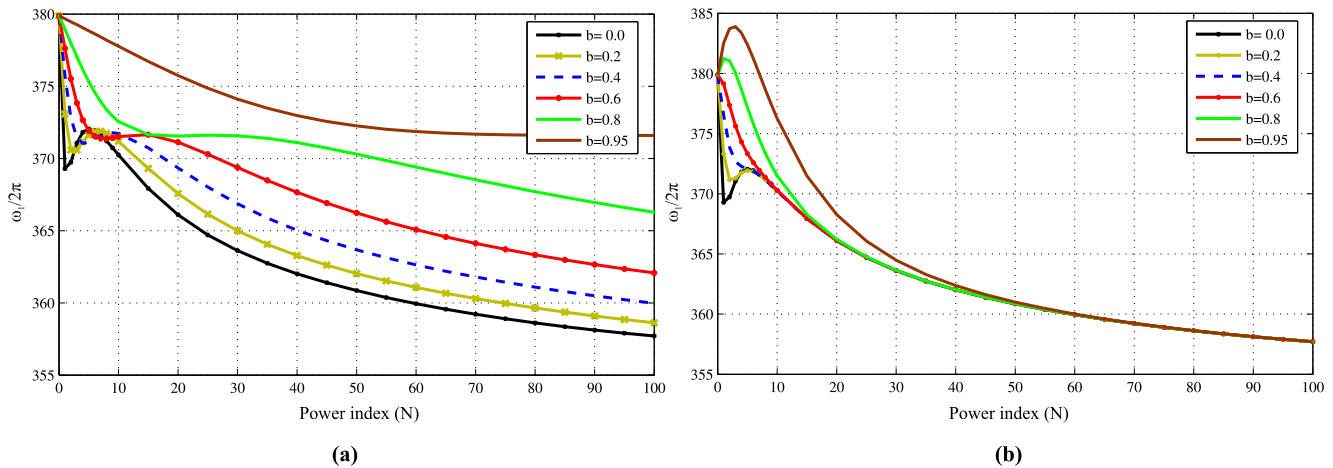 380
375
370
365
360
355
ω₁/2π
0
10
20
30
40
50
60
70
80
90
100
Power index (N)
b= 0.0
b=0.2
b=0.4
b=0.6
b=0.8
b=0.95
(a)
385
380
375
370
365
360
355
ω₁/2π
0
10
20
30
40
50
60
70
80
90
100
Power index (N)
b= 0.0
b=0.2
b=0.4
b=0.6
b=0.8
b=0.95
(b)